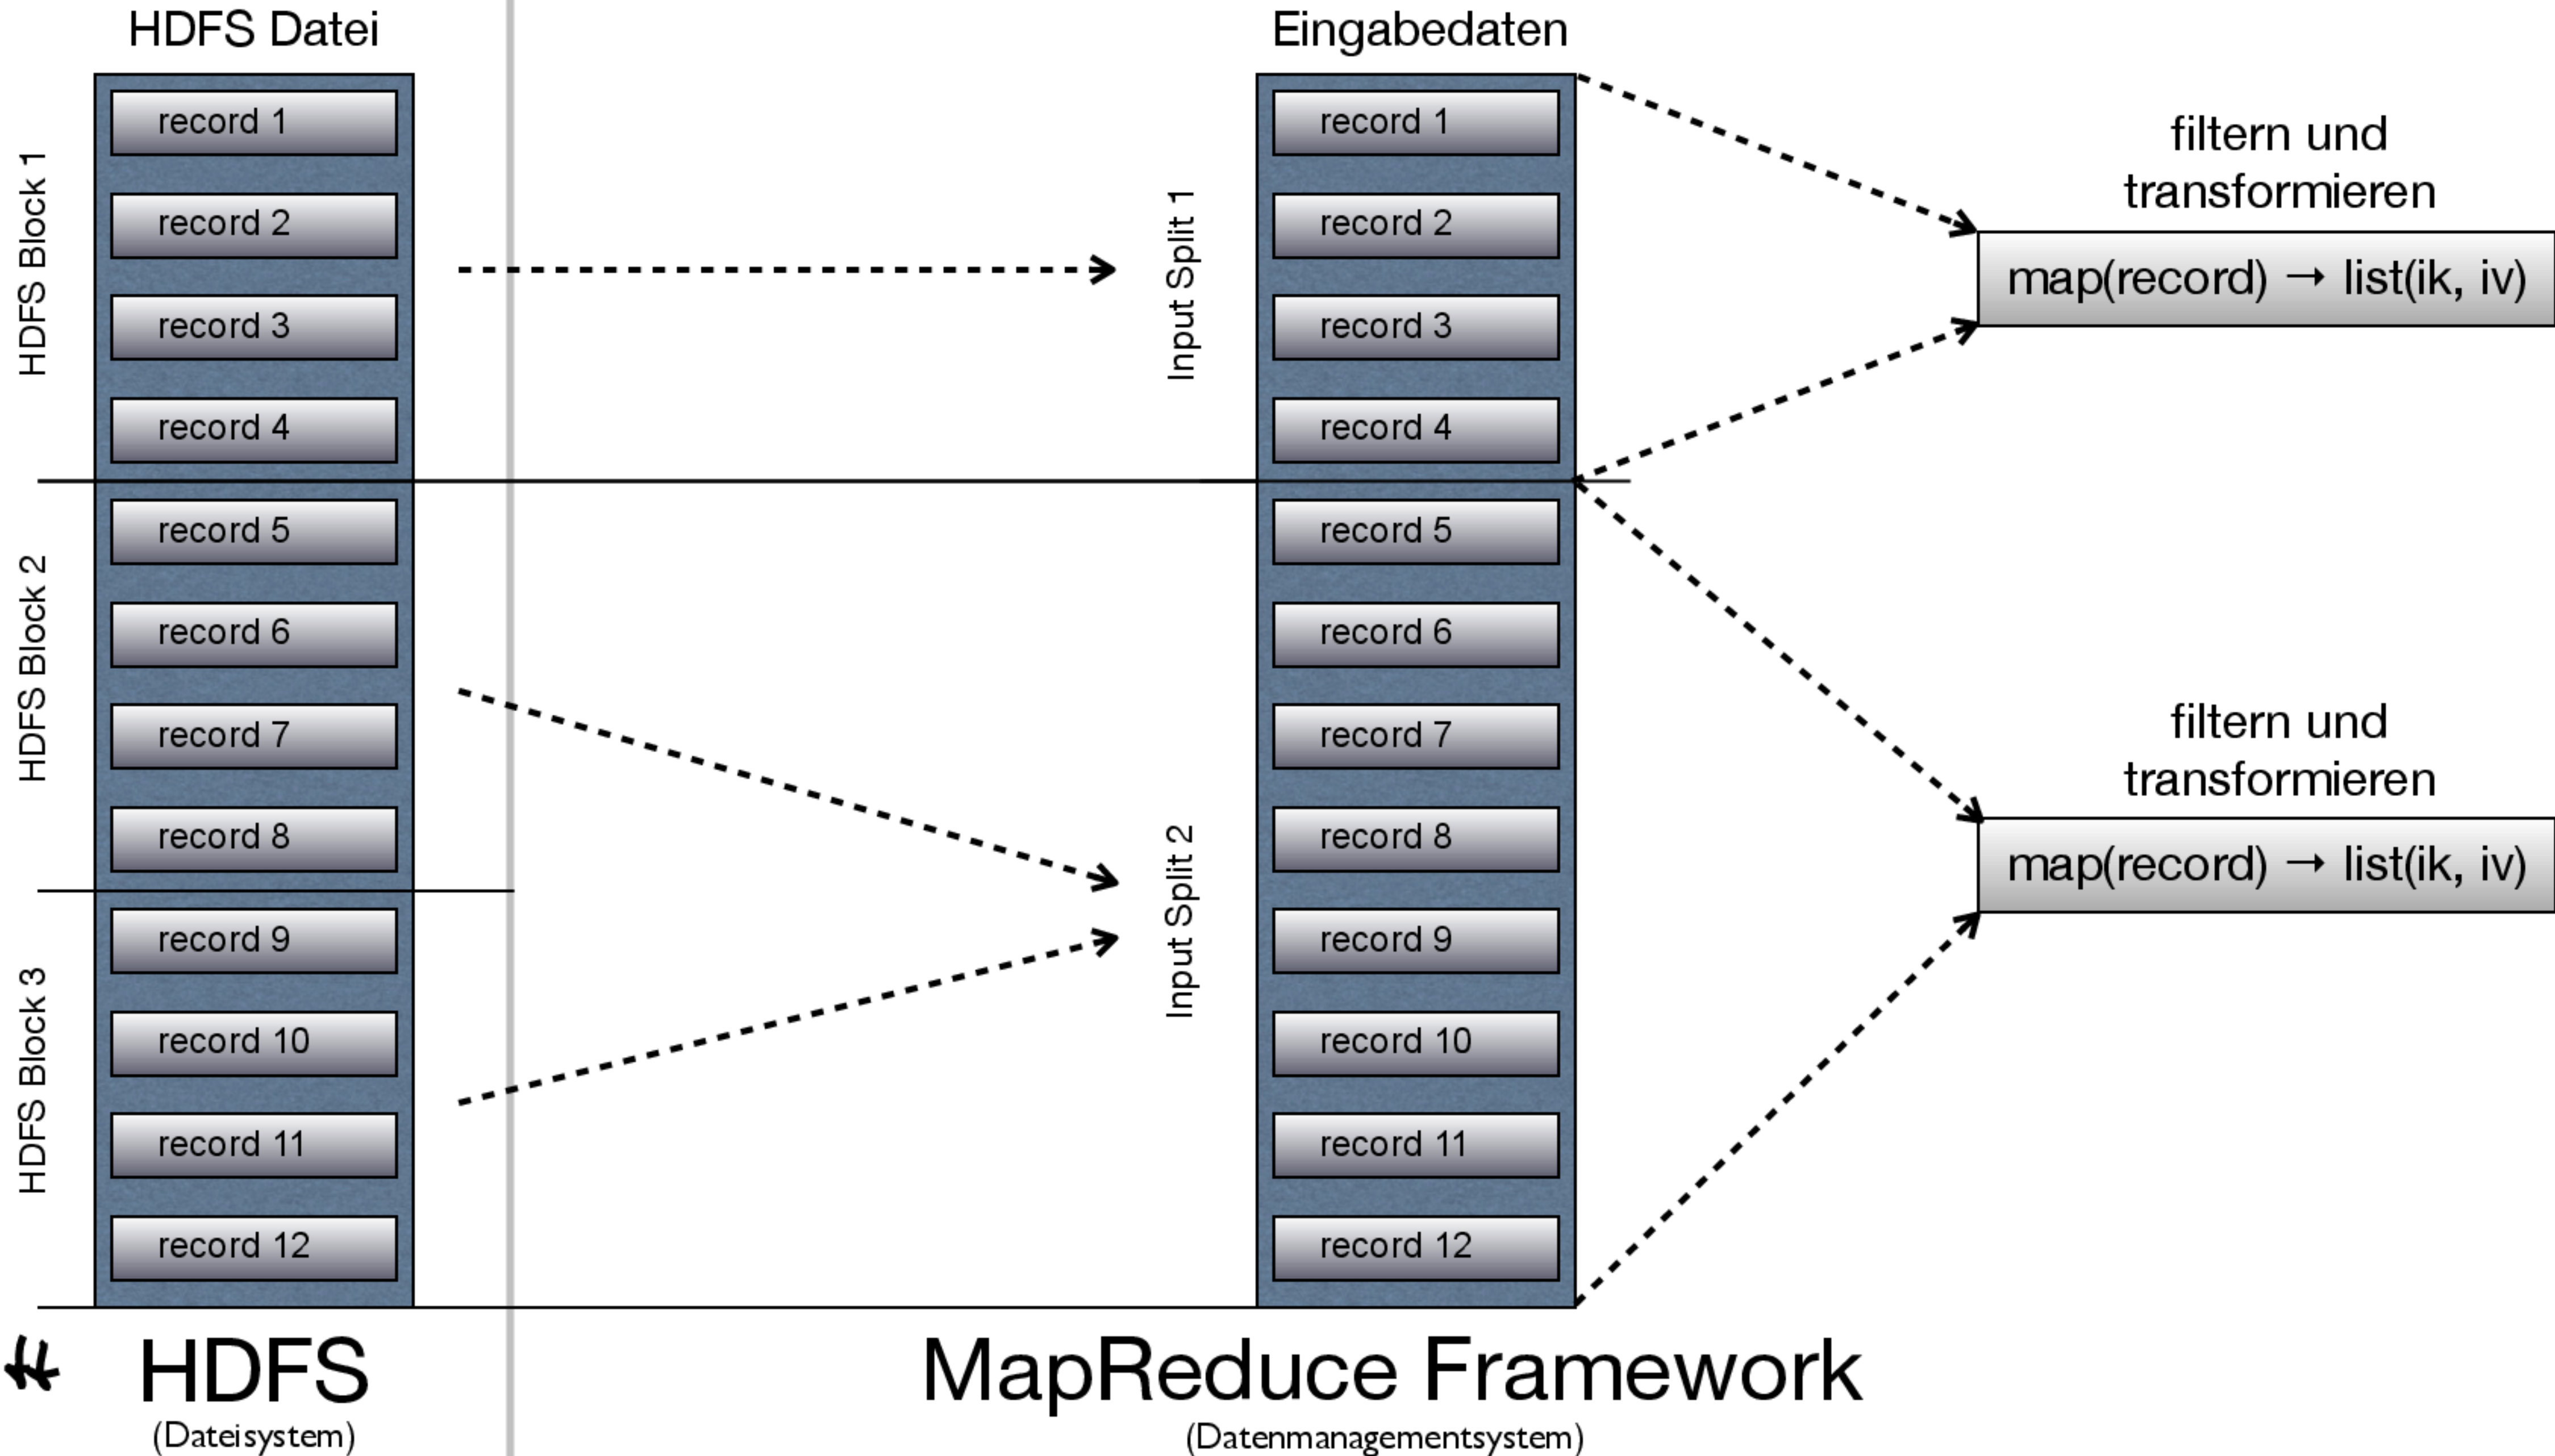 HDFS Datei
HDFS Block 1
record 1
record 2
record 3
record 4
HDFS Block 2
record 5
record 6
record 7
record 8
HDFS Block 3
record 9
record 10
record 11
record 12
HDFS
(Dateisystem)
Eingabedaten
Input Split 1
record 1
record 2
record 3
record 4
Input Split 2
record 5
record 6
record 7
record 8
record 9
record 10
record 11
record 12
filtern und
transformieren
map(record) → list(ik, iv)
filtern und
transformieren
map(record) → list(ik, iv)
MapReduce Framework
(Datenmanagementsystem)